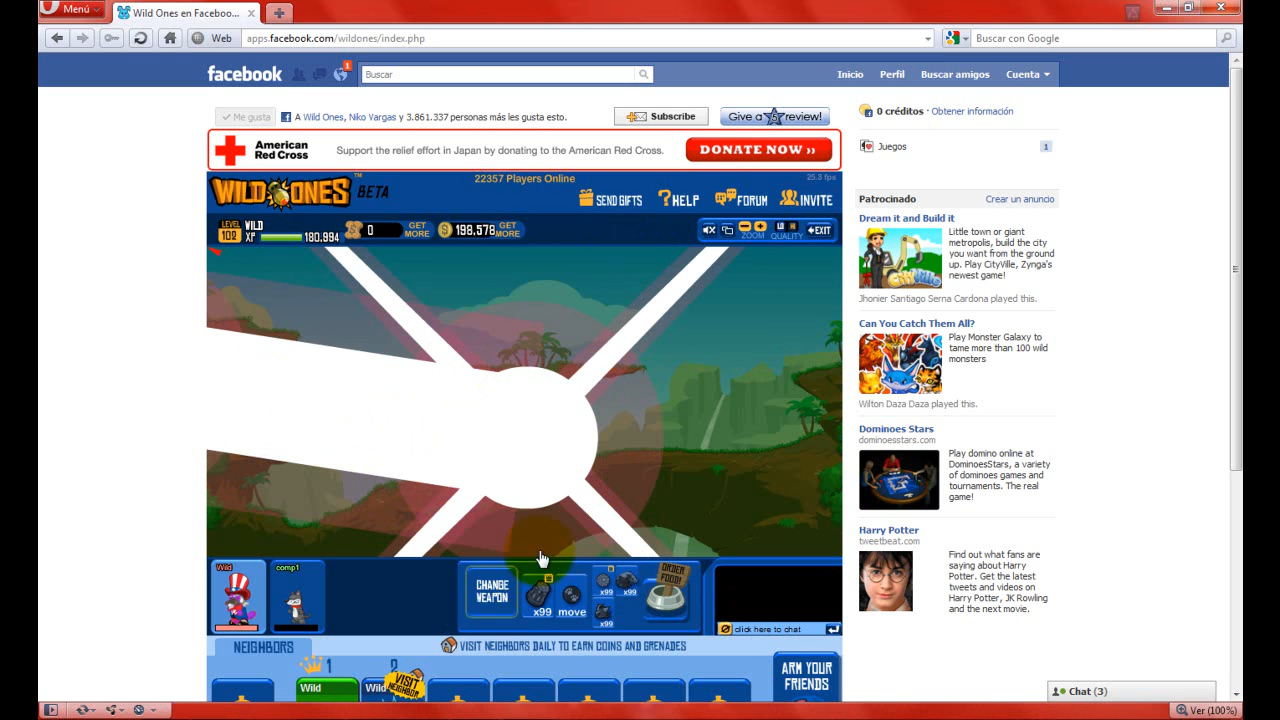 Menú
Wild Ones en Faceboo...
Web
apps.facebook.com/wildones/index.php
Buscar con Google
facebook
1
Buscar
Inicio
Perfil
Buscar amigos
Cuenta
Me gusta
A Wild Ones, Niko Vargas y 3.861.337 personas más les gusta esto.
Subscribe
Give a 5 review!
0 créditos · Obtener información
American
Red Cross
Support the relief effort in Japan by donating to the American Red Cross.
DONATE NOW ››
Juegos
1
WILD ONES
™
BETA
22357 Players Online
25.3 fps
SEND GIFTS
? HELP
FORUM
INVITE
Patrocinado
Crear un anuncio
LEVEL
102
WILD
XP
180.994
0
GET
MORE
198.578
GET
MORE
ZOOM
LO
HI
QUALITY
EXIT
Dream it and Build it
Little town or giant
metropolis, build the city
you want from the ground
up. Play CityVille, Zynga's
newest game!
CityVille
Jhonier Santiago Serna Cardona played this.
Can You Catch Them All?
Play Monster Galaxy to
tame more than 100 wild
monsters
Wilton Daza Daza played this.
Dominoes Stars
dominoesstars.com
Play domino online at
DominoesStars, a variety
of dominoes games and
tournaments. The real
game!
Harry Potter
tweetbeat.com
Find out what fans are
saying about Harry
Potter. Get the latest
tweets and videos on
Harry Potter, JK Rowling
and the next movie.
Wild
comp1
CHANGE
WEAPON
x99
move
x99
x99
x99
ORDER
FOOD!
click here to chat
NEIGHBORS
VISIT NEIGHBORS DAILY TO EARN COINS AND GRENADES
1
2
Wild
Wild
VISIT
NEIGHBOR
ARM YOUR
FRIENDS
Chat (3)
Ver (100%)